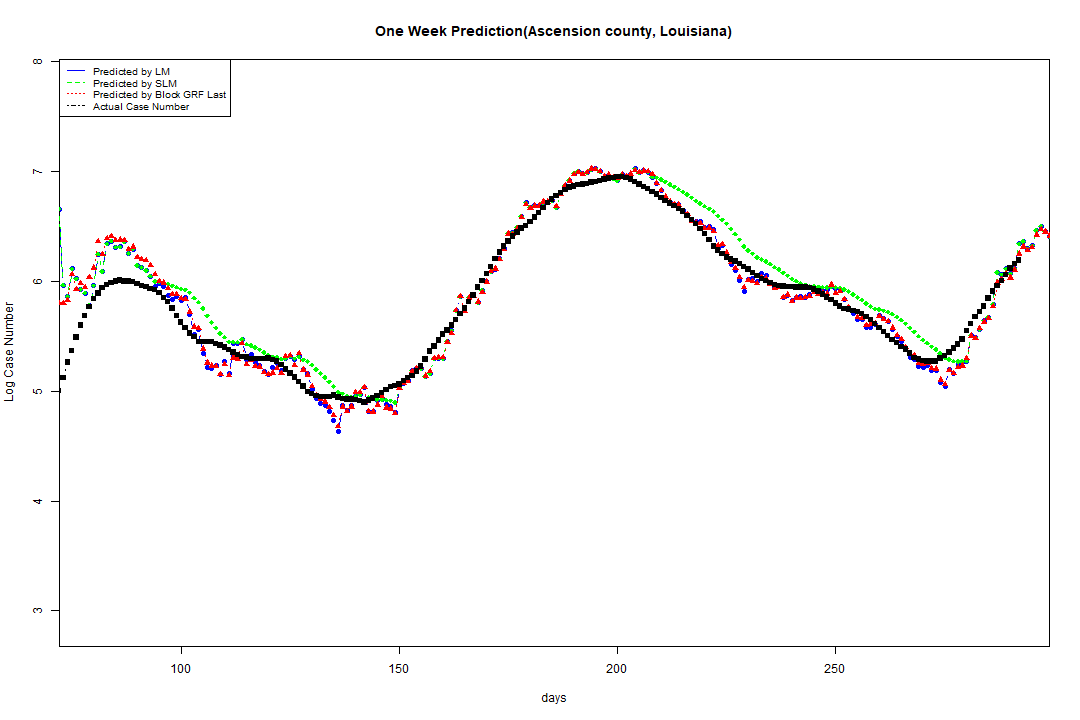 One Week Prediction(Ascension county, Louisiana)
Predicted by LM
Predicted by SLM
Predicted by Block GRF Last
Actual Case Number
8
7
6
5
4
3
Log Case Number
100 150 200 250
days